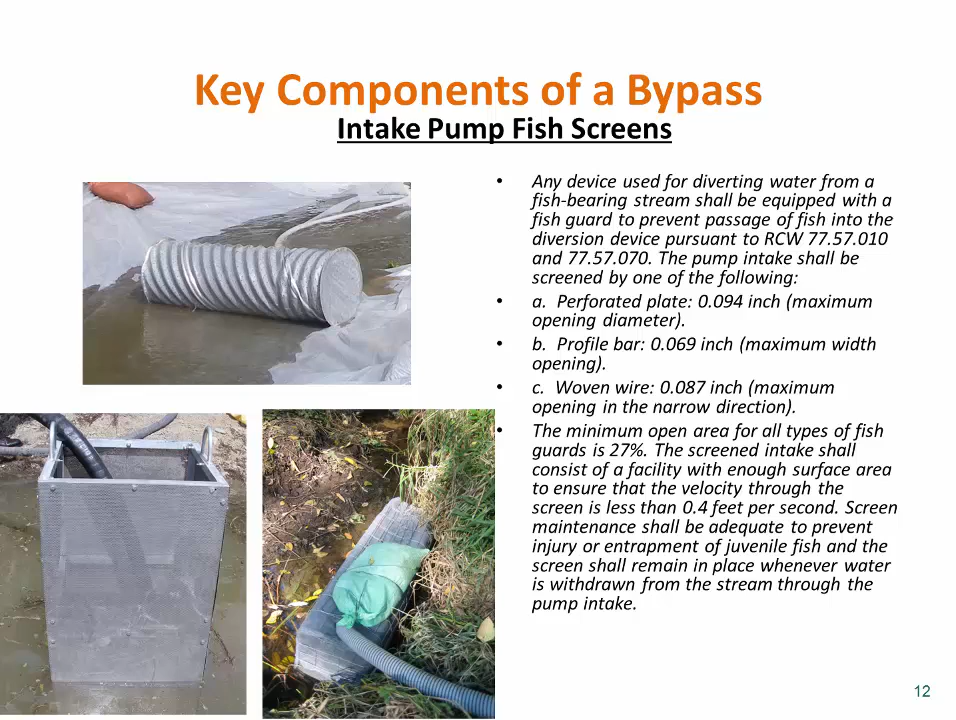 Key Components of a Bypass
Intake Pump Fish Screens
• Any device used for diverting water from a
fish-bearing stream shall be equipped with a
fish guard to prevent passage of fish into the
diversion device pursuant to RCW 77.57.010
and 77.57.070. The pump intake shall be
screened by one of the following:
• a. Perforated plate: 0.094 inch (maximum
opening diameter).
• b. Profile bar: 0.069 inch (maximum width
opening).
• c. Woven wire: 0.087 inch (maximum
opening in the narrow direction).
• The minimum open area for all types of fish
guards is 27%. The screened intake shall
consist of a facility with enough surface area
to ensure that the velocity through the
screen is less than 0.4 feet per second. Screen
maintenance shall be adequate to prevent
injury or entrapment of juvenile fish and the
screen shall remain in place whenever water
is withdrawn from the stream through the
pump intake.
12